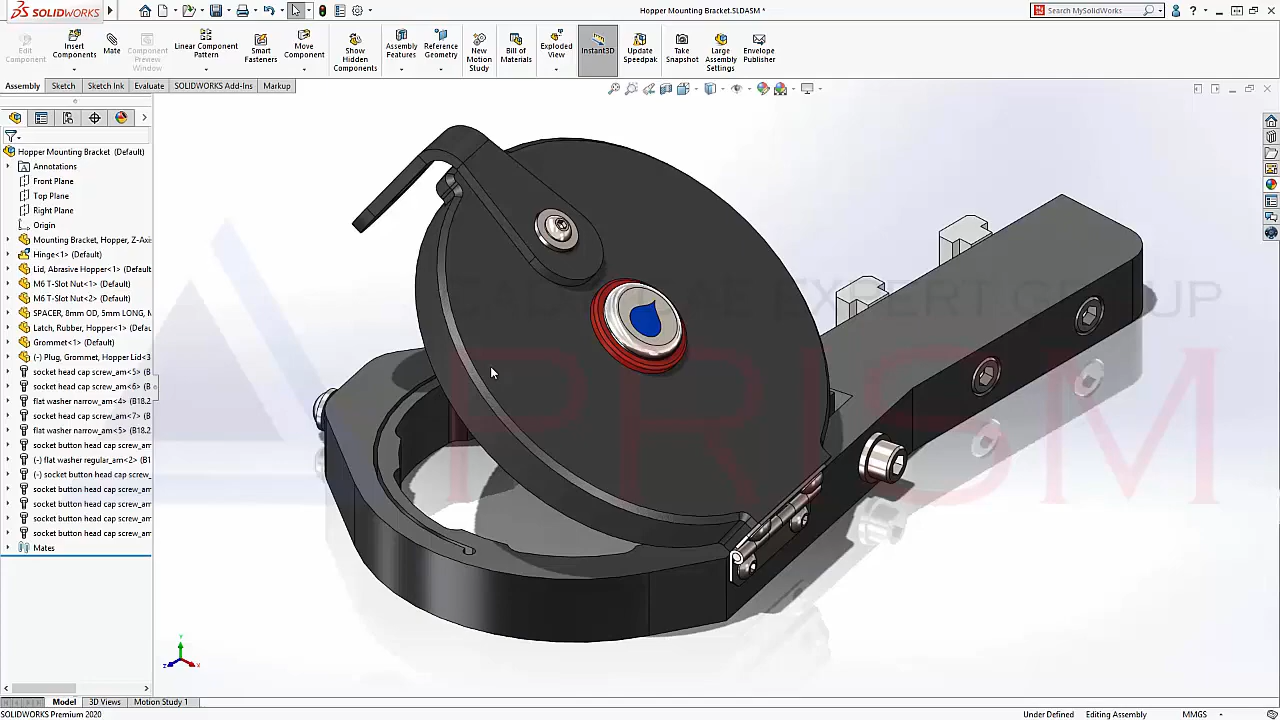 SOLIDWORKS
Hopper Mounting Bracket.SLDASM *
Search MySolidWorks
Edit Component
Insert Components
Mate
Component Preview Window
Linear Component Pattern
Smart Fasteners
Move Component
Show Hidden Components
Assembly Features
Reference Geometry
New Motion Study
Bill of Materials
Exploded View
Instant3D
Update Speedpak
Take Snapshot
Large Assembly Settings
Envelope Publisher
Assembly
Sketch
Sketch Ink
Evaluate
SOLIDWORKS Add-Ins
Markup
Hopper Mounting Bracket (Default)
Annotations
Front Plane
Top Plane
Right Plane
Origin
Mounting Bracket, Hopper, Z-Axi
Hinge<1> (Default)
Lid, Abrasive Hopper<1> (Default
M6 T-Slot Nut<1> (Default)
M6 T-Slot Nut<2> (Default)
SPACER, 8mm OD, 5mm LONG, M
Latch, Rubber, Hopper<1> (Defaul
Grommet<1> (Default)
(-) Plug, Grommet, Hopper Lid<3
socket head cap screw_am<5> (B
socket head cap screw_am<6> (B
flat washer narrow_am<4> (B18.2
socket head cap screw_am<7> (B
flat washer narrow_am<5> (B18.2
socket button head cap screw_am
(-) flat washer regular_am<2> (B1
(-) socket button head cap screw_
socket button head cap screw_am
socket button head cap screw_am
socket button head cap screw_am
socket button head cap screw_am
Mates
CAD CAE EXPERT GROUP
PRISM
Y
X
Z
Model
3D Views
Motion Study 1
SOLIDWORKS Premium 2020
Under Defined
Editing Assembly
MMGS